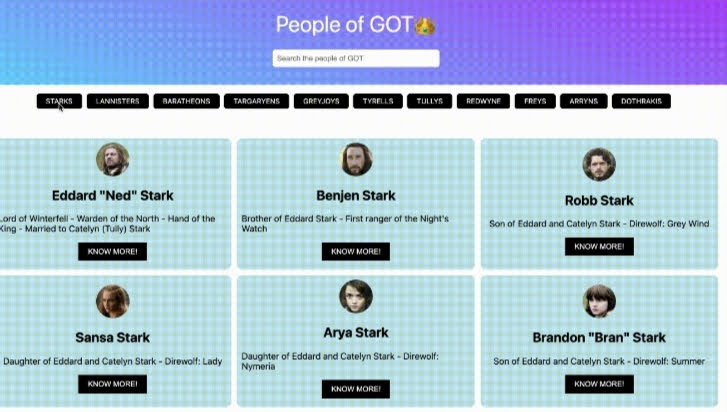 People of GOT
Search the people of GOT
STARKS LANNISTERS BARATHEONS TARGARYENS GREYJOYS TYRELLS TULLYS REDWYNE FREYS ARRYNS DOTHRAKIS
Eddard "Ned" Stark
Lord of Winterfell - Warden of the North - Hand of the
King - Married to Catelyn (Tully) Stark
KNOW MORE!
Benjen Stark
Brother of Eddard Stark - First ranger of the Night's
Watch
KNOW MORE!
Robb Stark
Son of Eddard and Catelyn Stark - Direwolf: Grey Wind
KNOW MORE!
Sansa Stark
Daughter of Eddard and Catelyn Stark - Direwolf: Lady
KNOW MORE!
Arya Stark
Daughter of Eddard and Catelyn Stark - Direwolf:
Nymeria
KNOW MORE!
Brandon "Bran" Stark
Son of Eddard and Catelyn Stark - Direwolf: Summer
KNOW MORE!